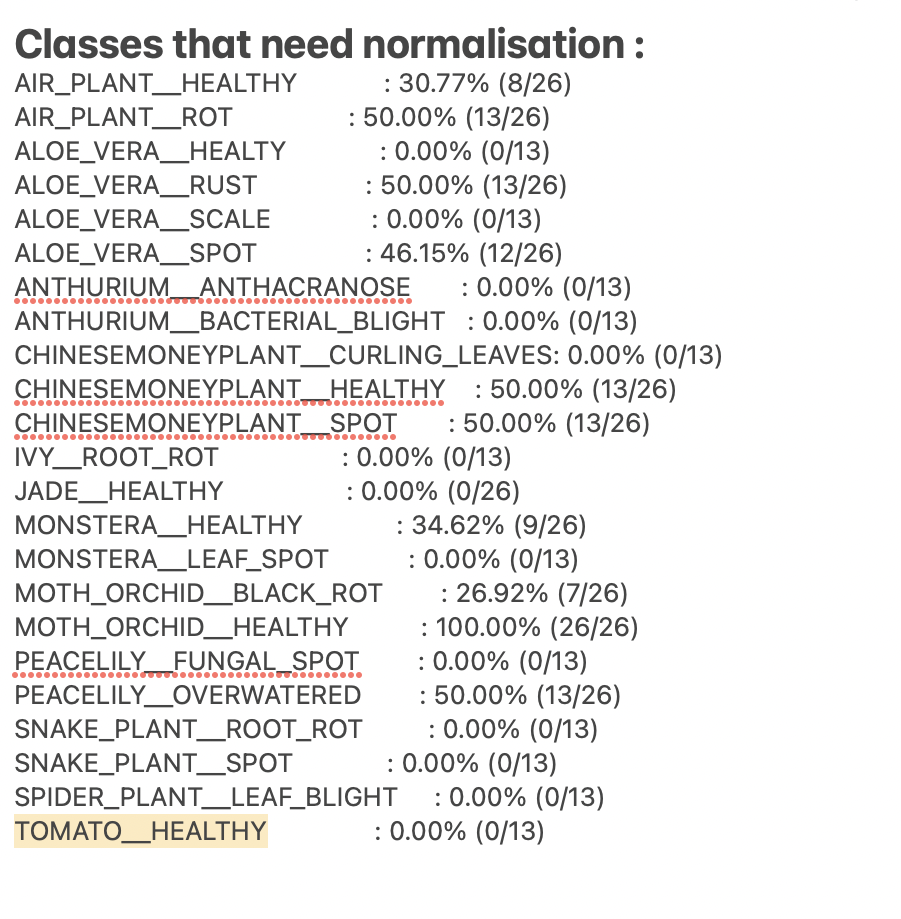 Classes that need normalisation :
AIR_PLANT__HEALTHY : 30.77% (8/26)
AIR_PLANT__ROT : 50.00% (13/26)
ALOE_VERA__HEALTY : 0.00% (0/13)
ALOE_VERA__RUST : 50.00% (13/26)
ALOE_VERA__SCALE : 0.00% (0/13)
ALOE_VERA__SPOT : 46.15% (12/26)
ANTHURIUM__ANTHACRANOSE : 0.00% (0/13)
ANTHURIUM__BACTERIAL_BLIGHT : 0.00% (0/13)
CHINESEMONEYPLANT__CURLING_LEAVES: 0.00% (0/13)
CHINESEMONEYPLANT__HEALTHY : 50.00% (13/26)
CHINESEMONEYPLANT__SPOT : 50.00% (13/26)
IVY__ROOT_ROT : 0.00% (0/13)
JADE__HEALTHY : 0.00% (0/26)
MONSTERA__HEALTHY : 34.62% (9/26)
MONSTERA__LEAF_SPOT : 0.00% (0/13)
MOTH_ORCHID__BLACK_ROT : 26.92% (7/26)
MOTH_ORCHID__HEALTHY : 100.00% (26/26)
PEACELILY__FUNGAL_SPOT : 0.00% (0/13)
PEACELILY__OVERWATERED : 50.00% (13/26)
SNAKE_PLANT__ROOT_ROT : 0.00% (0/13)
SNAKE_PLANT__SPOT : 0.00% (0/13)
SPIDER_PLANT__LEAF_BLIGHT : 0.00% (0/13)
TOMATO__HEALTHY : 0.00% (0/13)